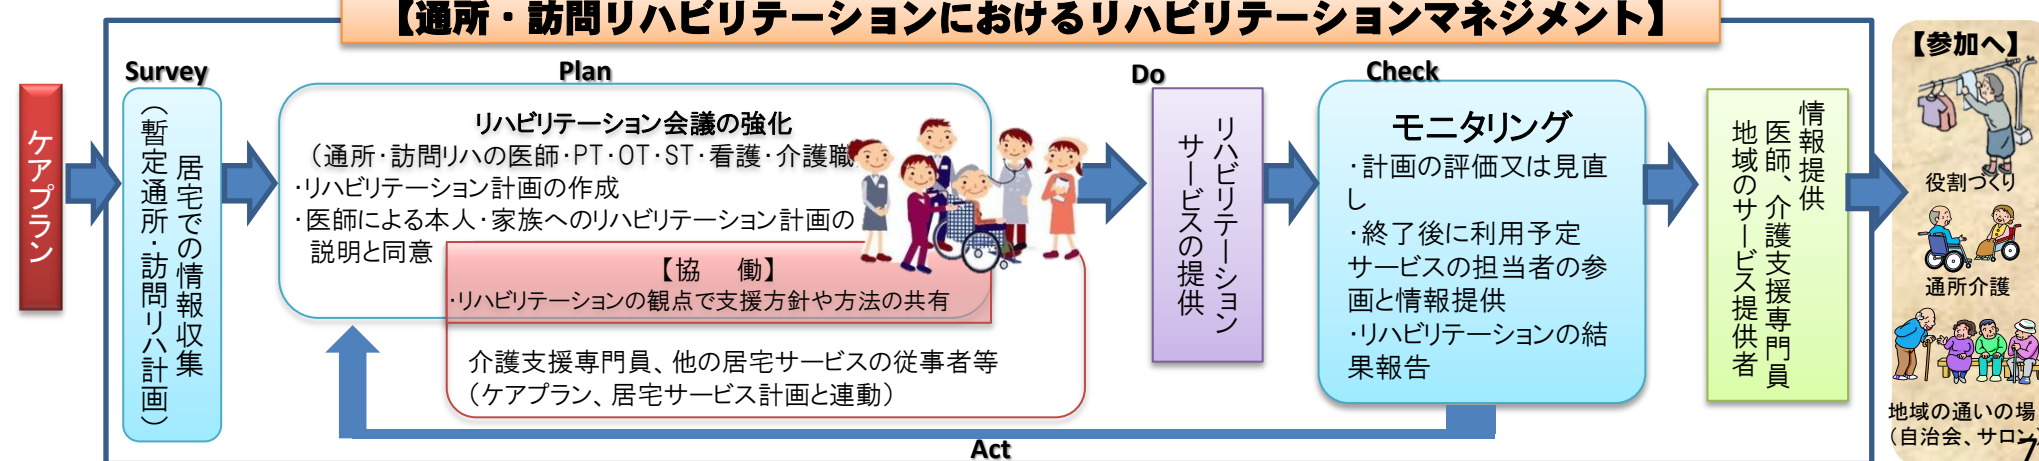 【通所・訪問リハビリテーションにおけるリハビリテーションマネジメント】
ケアプラン
Survey
居宅での情報収集
（暫定通所・訪問リハ計画）
Plan
リハビリテーション会議の強化
（通所・訪問リハの医師・PT・OT・ST・看護・介護職
・リハビリテーション計画の作成
・医師による本人・家族へのリハビリテーション計画の
説明と同意
【協　働】
・リハビリテーションの観点で支援方針や方法の共有
介護支援専門員、他の居宅サービスの従事者等
（ケアプラン、居宅サービス計画と連動）
Do
リハビリテーション
サービスの提供
Check
モニタリング
・計画の評価又は見直
し
・終了後に利用予定
サービスの担当者の参
画と情報提供
・リハビリテーションの結
果報告
Act
情報提供
医師、介護支援専門員
地域のサービス提供者
【参加へ】
役割づくり
通所介護
地域の通いの場
（自治会、サロン）
7